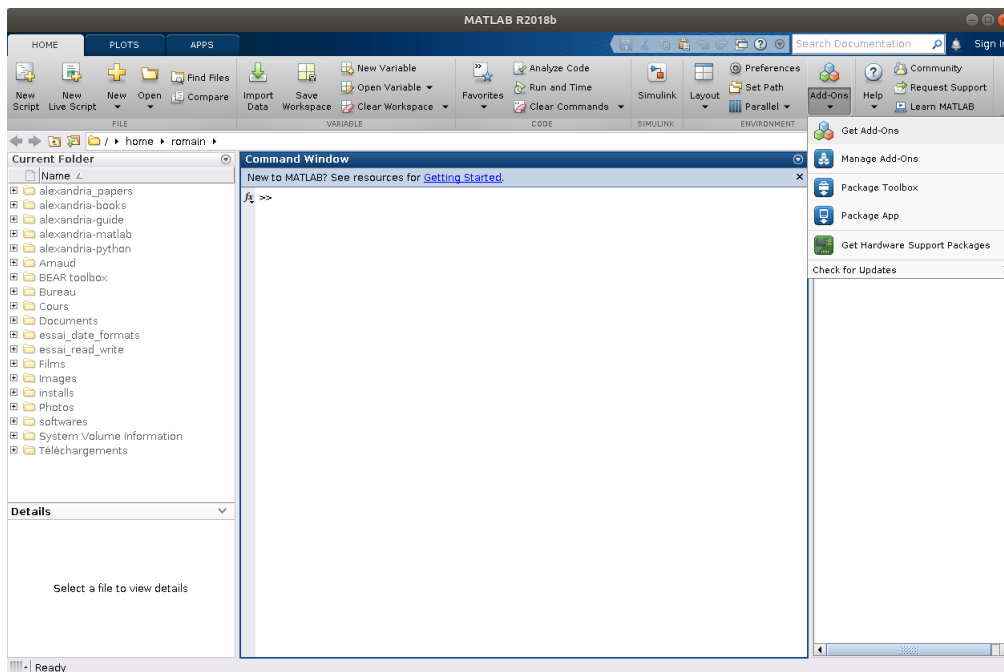 MATLAB R2018b
HOME PLOTS APPS
Search Documentation
Sign In
New Script
New Live Script
New
Open
Find Files
Compare
FILE
Import Data
Save Workspace
New Variable
Open Variable
Clear Workspace
VARIABLE
Favorites
Analyze Code
Run and Time
Clear Commands
CODE
Simulink
SIMULINK
Layout
Preferences
Set Path
Parallel
ENVIRONMENT
Add-Ons
Help
Community
Request Support
Learn MATLAB
/ home romain
Get Add-Ons
Manage Add-Ons
Package Toolbox
Package App
Get Hardware Support Packages
Check for Updates
Current Folder
Name
alexandria_papers
alexandria-books
alexandria-guide
alexandria-matlab
alexandria-python
Arnaud
BEAR toolbox
Bureau
Cours
Documents
essai_date_formats
essai_read_write
Films
Images
installs
Photos
softwares
System Volume Information
Téléchargements
Details
Select a file to view details
Command Window
New to MATLAB? See resources for Getting Started.
fx >>
Ready